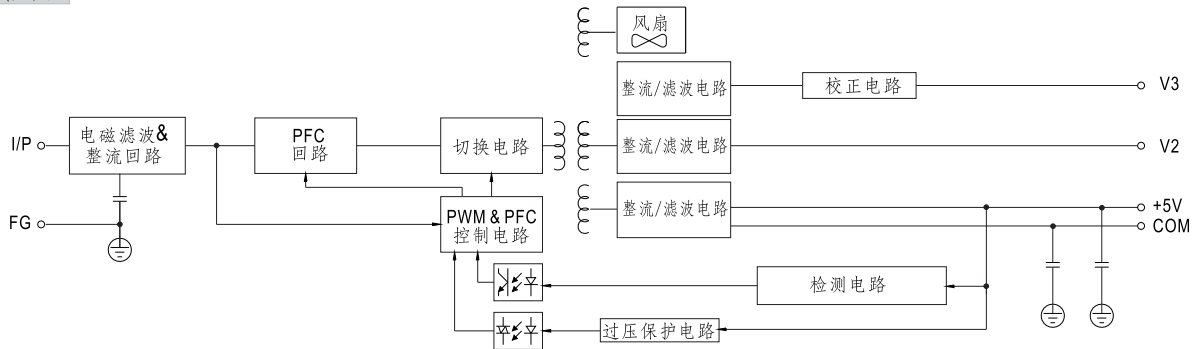 风扇
整流/滤波电路
校正电路
V3
I/P
电磁滤波&
整流回路
PFC
回路
切换电路
整流/滤波电路
V2
FG
PWM & PFC
控制电路
整流/滤波电路
+5V
COM
检测电路
过压保护电路